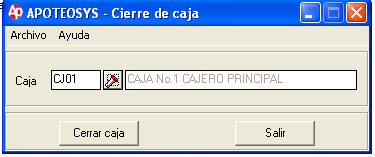 Ap APOTEOSYS - Cierre de caja
Archivo Ayuda
Caja CJ01 CAJA No.1 CAJERO PRINCIPAL
Cerrar caja Salir